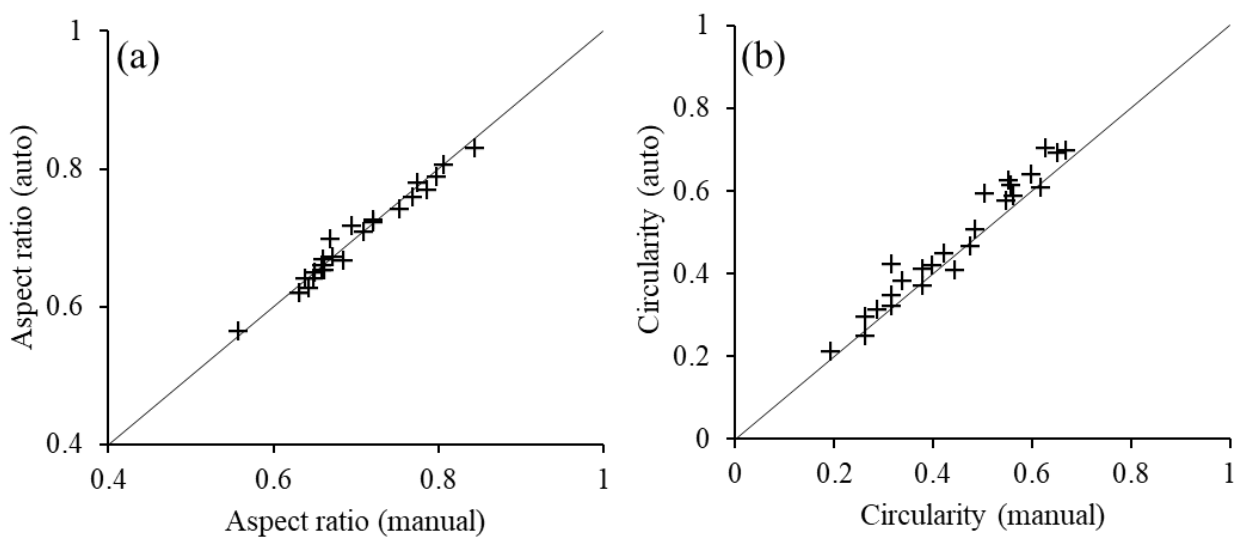 (a)
1
0.8
0.6
0.4
Aspect ratio (auto)
0.4 0.6 0.8 1
Aspect ratio (manual)
(b)
1
0.8
0.6
0.4
0.2
0
Circularity (auto)
0 0.2 0.4 0.6 0.8 1
Circularity (manual)